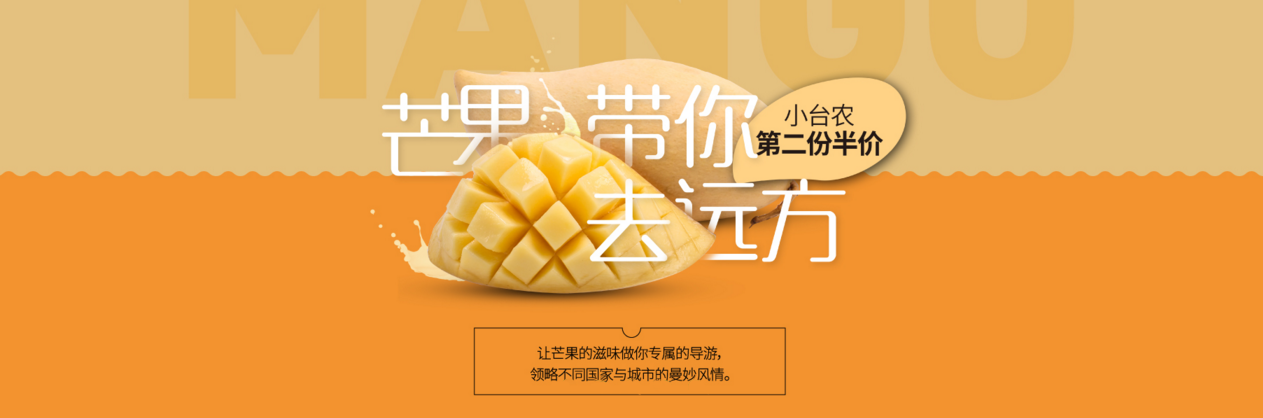 MANGO
芒果带你
去远方
小台农
第二份半价
让芒果的滋味做你专属的导游,
领略不同国家与城市的曼妙风情。